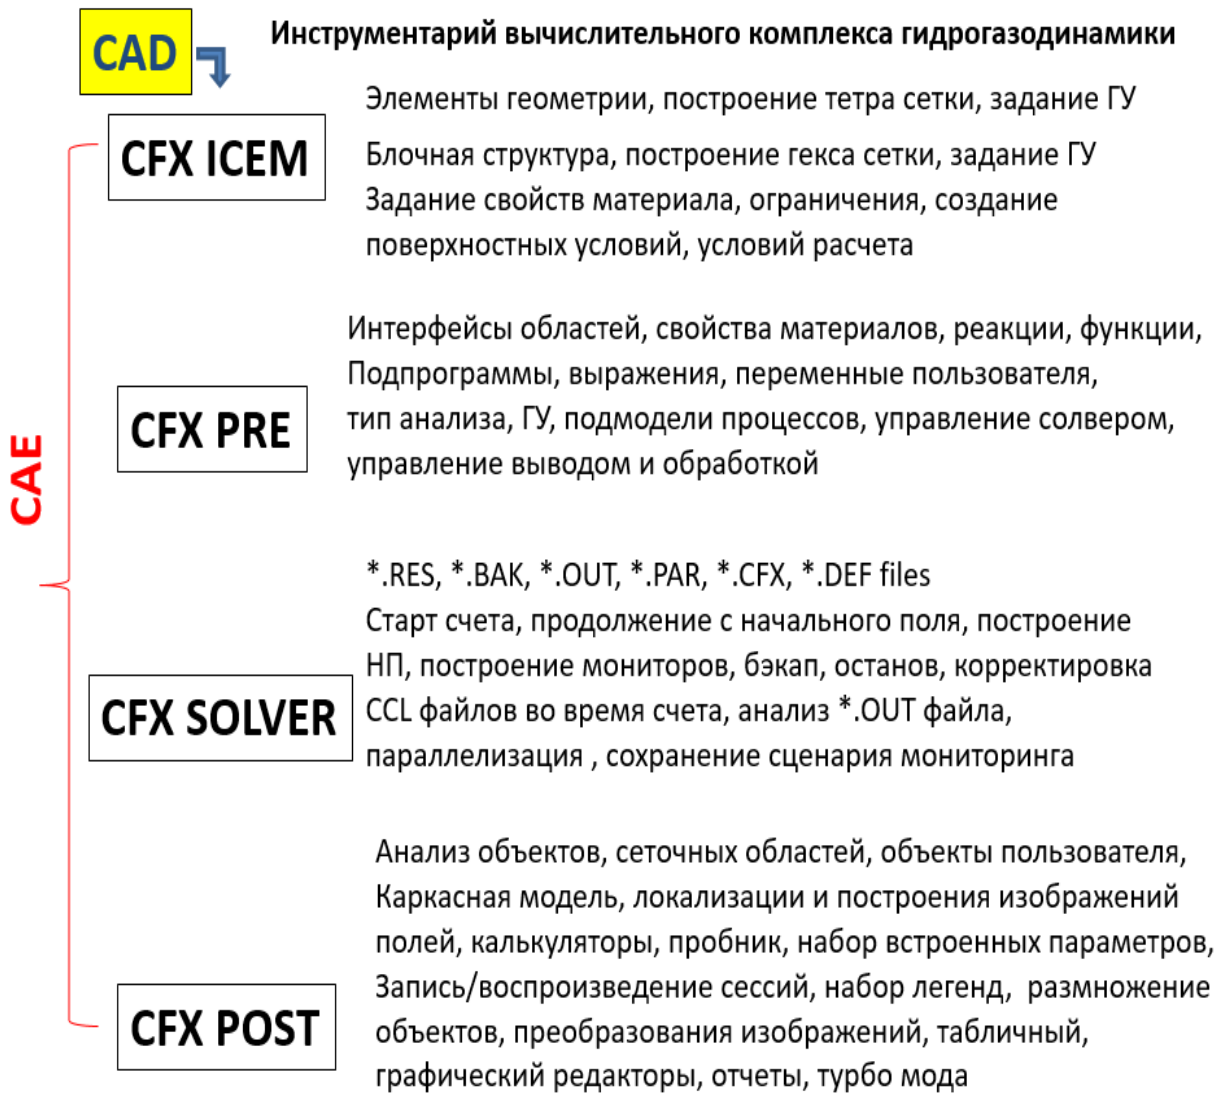 CAD
Инструментарий вычислительного комплекса гидрогазодинамики
Элементы геометрии, построение тетра сетки, задание ГУ
CFX ICEM
Блочная структура, построение гекса сетки, задание ГУ
Задание свойств материала, ограничения, создание
поверхностных условий, условий расчета
CAE
Интерфейсы областей, свойства материалов, реакции, функции,
Подпрограммы, выражения, переменные пользователя,
CFX PRE
тип анализа, ГУ, подмодели процессов, управление солвером,
управление выводом и обработкой
*.RES, *.BAK, *.OUT, *.PAR, *.CFX, *.DEF files
Старт счета, продолжение с начального поля, построение
НП, построение мониторов, бэкап, останов, корректировка
CFX SOLVER
CCL файлов во время счета, анализ *.OUT файла,
параллелизация , сохранение сценария мониторинга
Анализ объектов, сеточных областей, объекты пользователя,
Каркасная модель, локализации и построения изображений
полей, калькуляторы, пробник, набор встроенных параметров,
Запись/воспроизведение сессий, набор легенд, размножение
CFX POST
объектов, преобразования изображений, табличный,
графический редакторы, отчеты, турбо мода